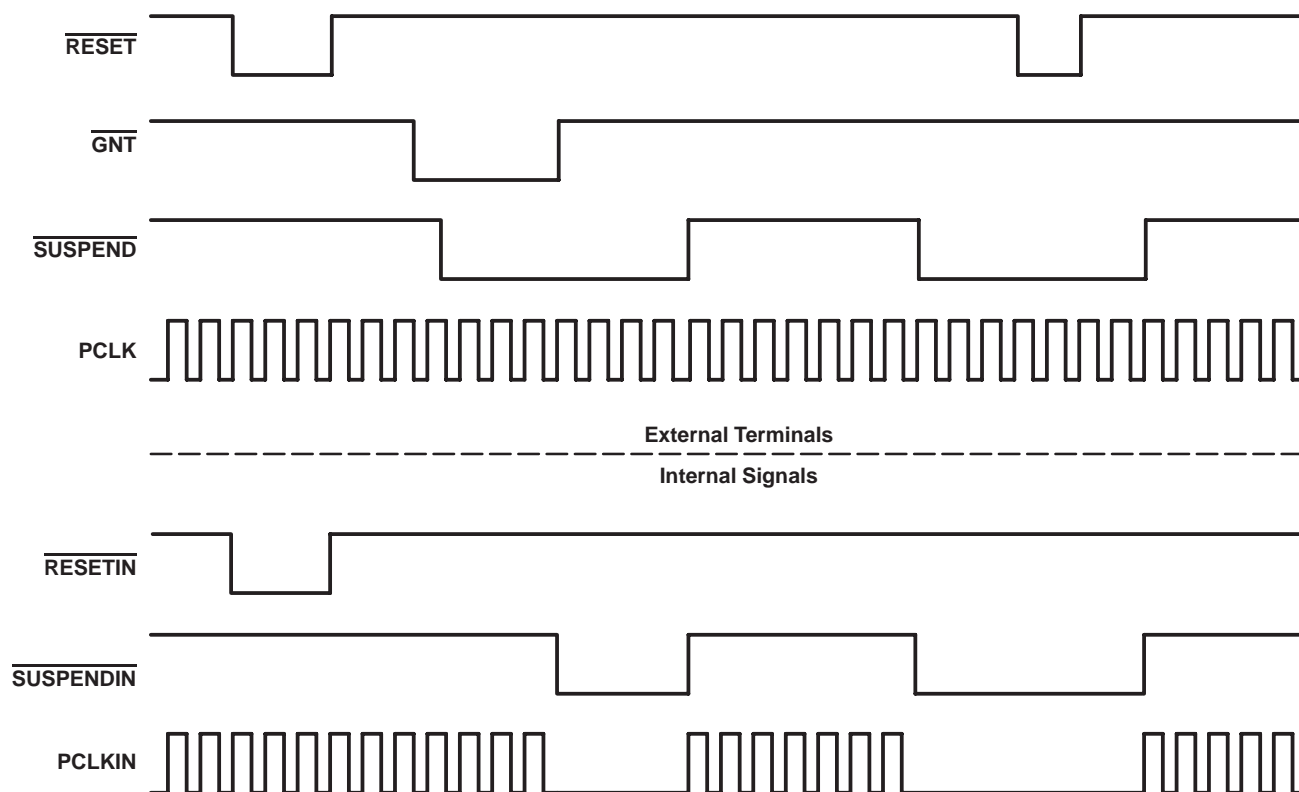 RESET
GNT
SUSPEND
PCLK
External Terminals
Internal Signals
RESETIN
SUSPENDIN
PCLKIN